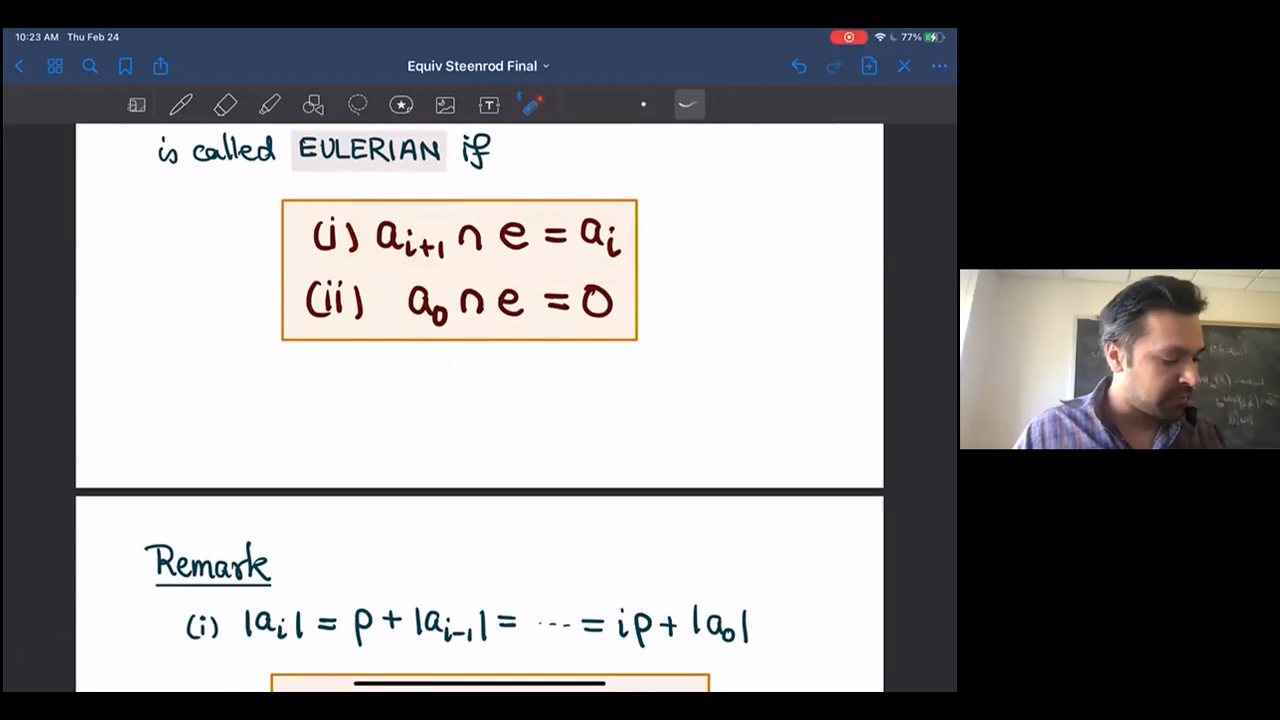 10:23 AM Thu Feb 24
77%
Equiv Steenrod Final
is called EULERIAN if
(i) a_{i+1} ∩ e = a_i
(ii) a_0 ∩ e = 0
Remark
(i) |a_i| = p + |a_{i-1}| = ---- = ip + |a_0|